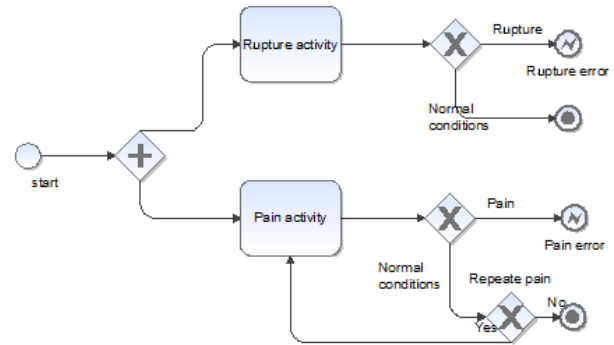 Rupture activity
Rupture
Rupture error
Normal
conditions
start
Pain activity
Pain
Pain error
Normal
conditions
Repeate pain
No
Yes